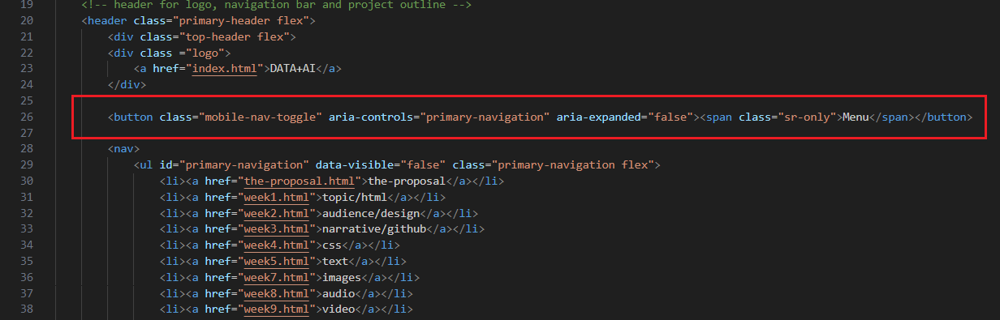 19 <!-- header for logo, navigation bar and project outline -->
20 <header class="primary-header flex">
21 <div class="top-header flex">
22 <div class ="logo">
23 <a href="index.html">DATA+AI</a>
24 </div>
25
26 <button class="mobile-nav-toggle" aria-controls="primary-navigation" aria-expanded="false"><span class="sr-only">Menu</span></button>
27
28 <nav>
29 <ul id="primary-navigation" data-visible="false" class="primary-navigation flex">
30 <li><a href="the-proposal.html">the-proposal</a></li>
31 <li><a href="week1.html">topic/html</a></li>
32 <li><a href="week2.html">audience/design</a></li>
33 <li><a href="week3.html">narrative/github</a></li>
34 <li><a href="week4.html">css</a></li>
35 <li><a href="week5.html">text</a></li>
36 <li><a href="week7.html">images</a></li>
37 <li><a href="week8.html">audio</a></li>
38 <li><a href="week9.html">video</a></li>